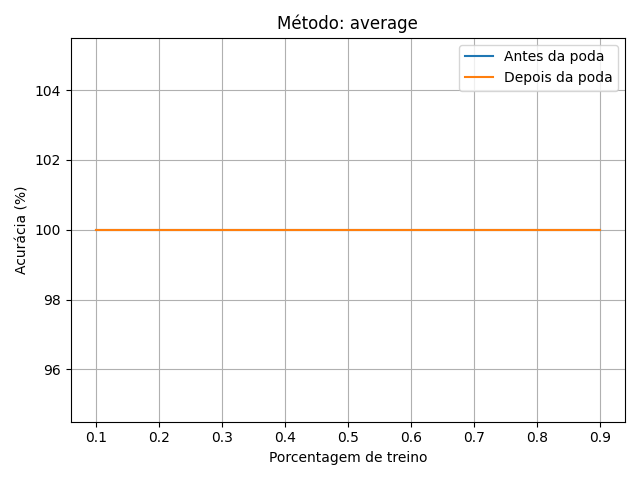 Método: average
Antes da poda
Depois da poda
Acurácia (%)
104
102
100
98
96
0.1 0.2 0.3 0.4 0.5 0.6 0.7 0.8 0.9
Porcentagem de treino